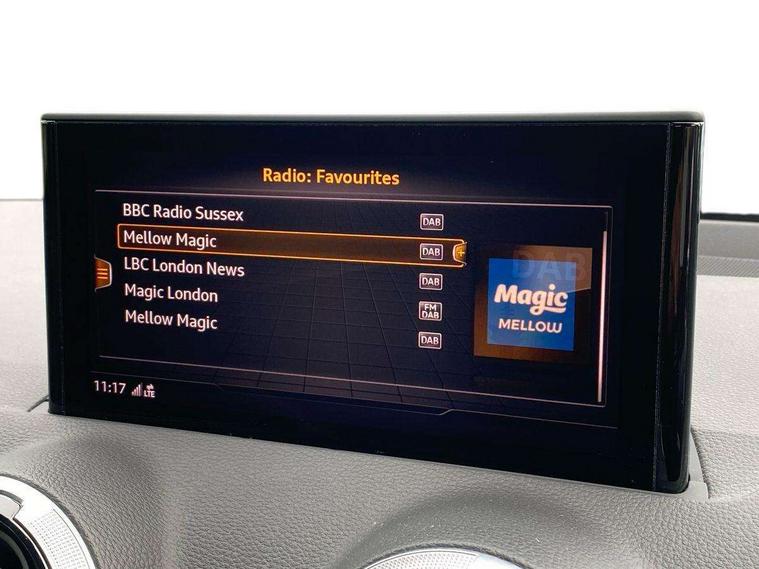 Radio: Favourites
BBC Radio Sussex DAB
Mellow Magic DAB
LBC London News DAB
Magic London FM DAB
Mellow Magic DAB
DAB
Magic
MELLOW
11:17 LTE